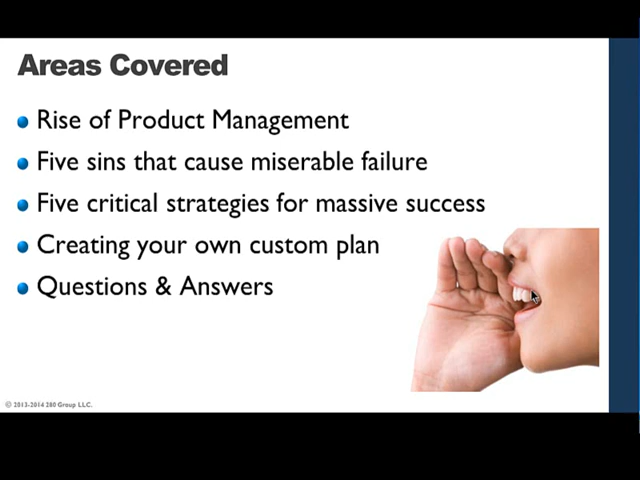 Areas Covered
Rise of Product Management
Five sins that cause miserable failure
Five critical strategies for massive success
Creating your own custom plan
Questions & Answers
© 2013-2014 280 Group LLC.